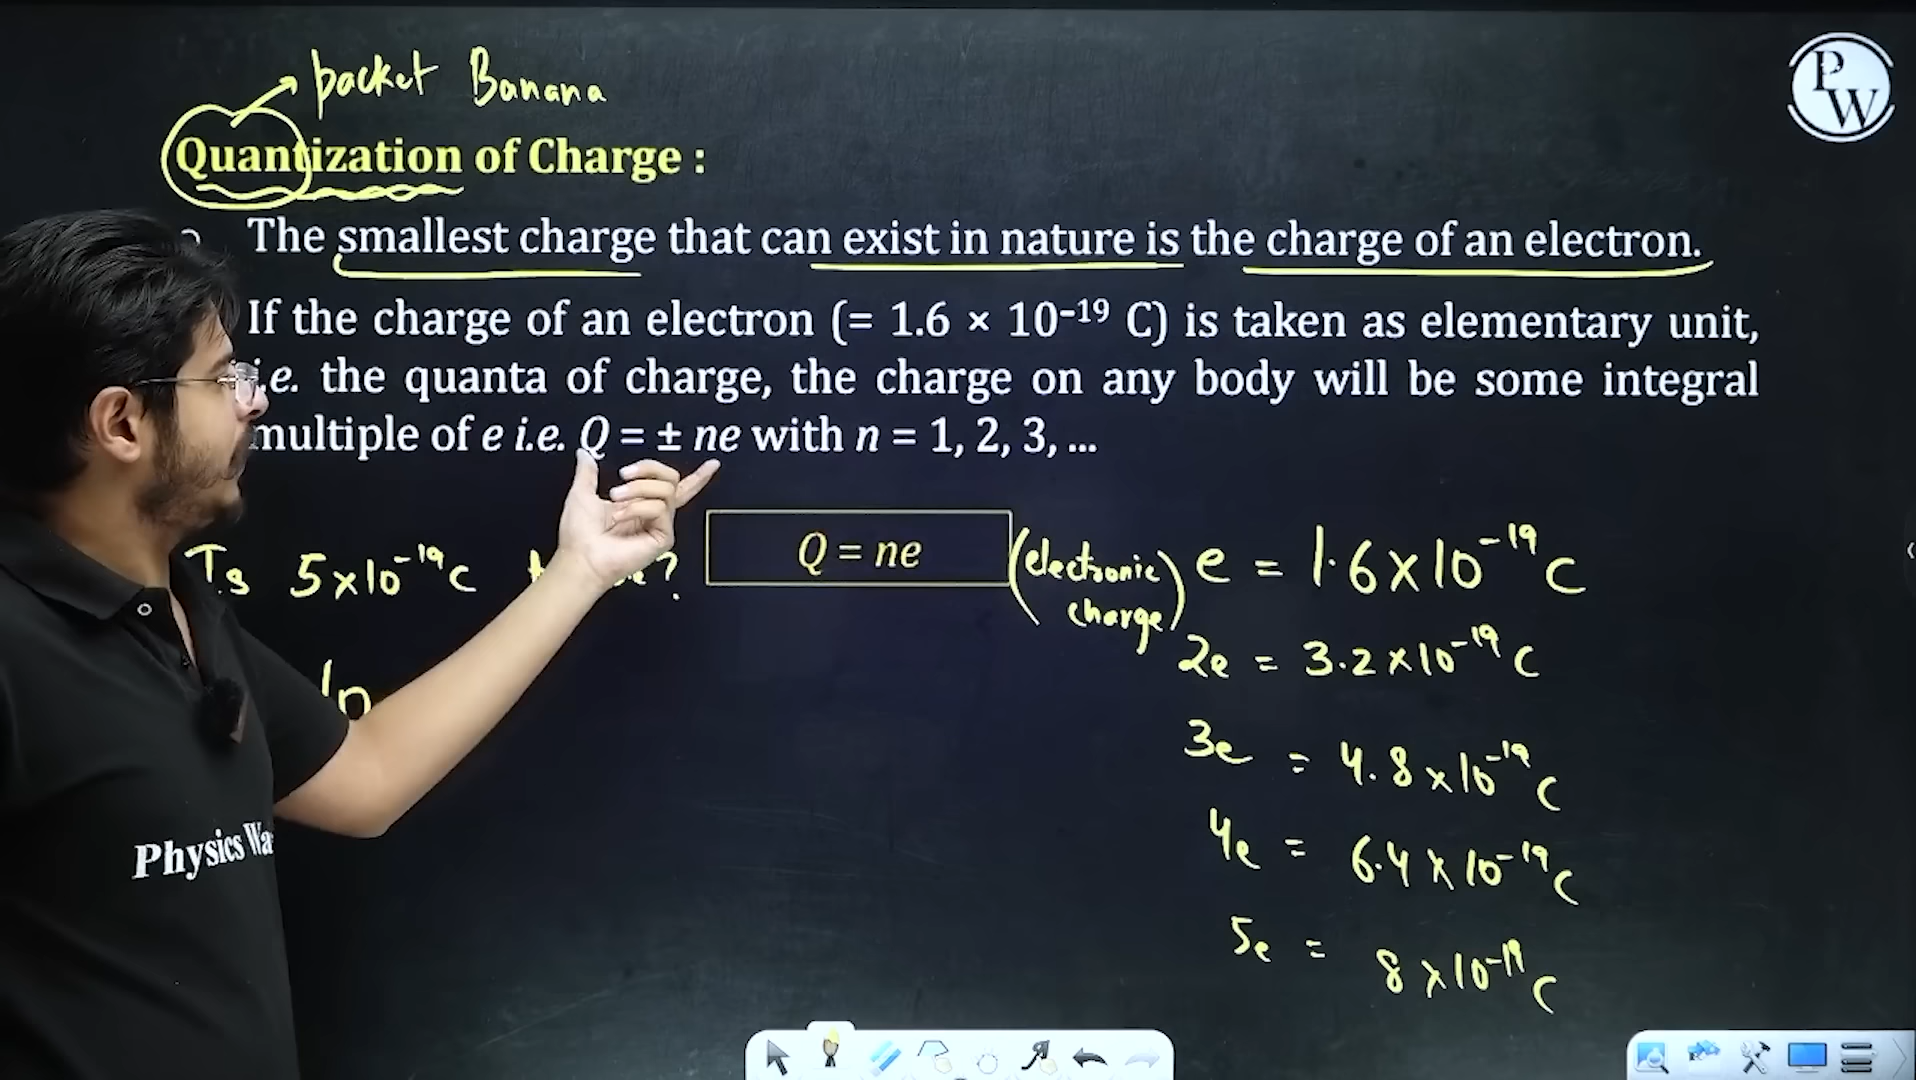 packet Banana
PW
Quantization of Charge :
The smallest charge that can exist in nature is the charge of an electron.
If the charge of an electron (= 1.6 × 10⁻¹⁹ C) is taken as elementary unit,
i.e. the quanta of charge, the charge on any body will be some integral
multiple of e i.e. Q = ± ne with n = 1, 2, 3, ...
Is 5×10⁻¹⁹ C
Q = ne
(electronic charge) e = 1.6×10⁻¹⁹ C
2e = 3.2×10⁻¹⁹ C
3e = 4.8×10⁻¹⁹ C
4e = 6.4×10⁻¹⁹ C
5e = 8×10⁻¹⁹ C
Physics Wa